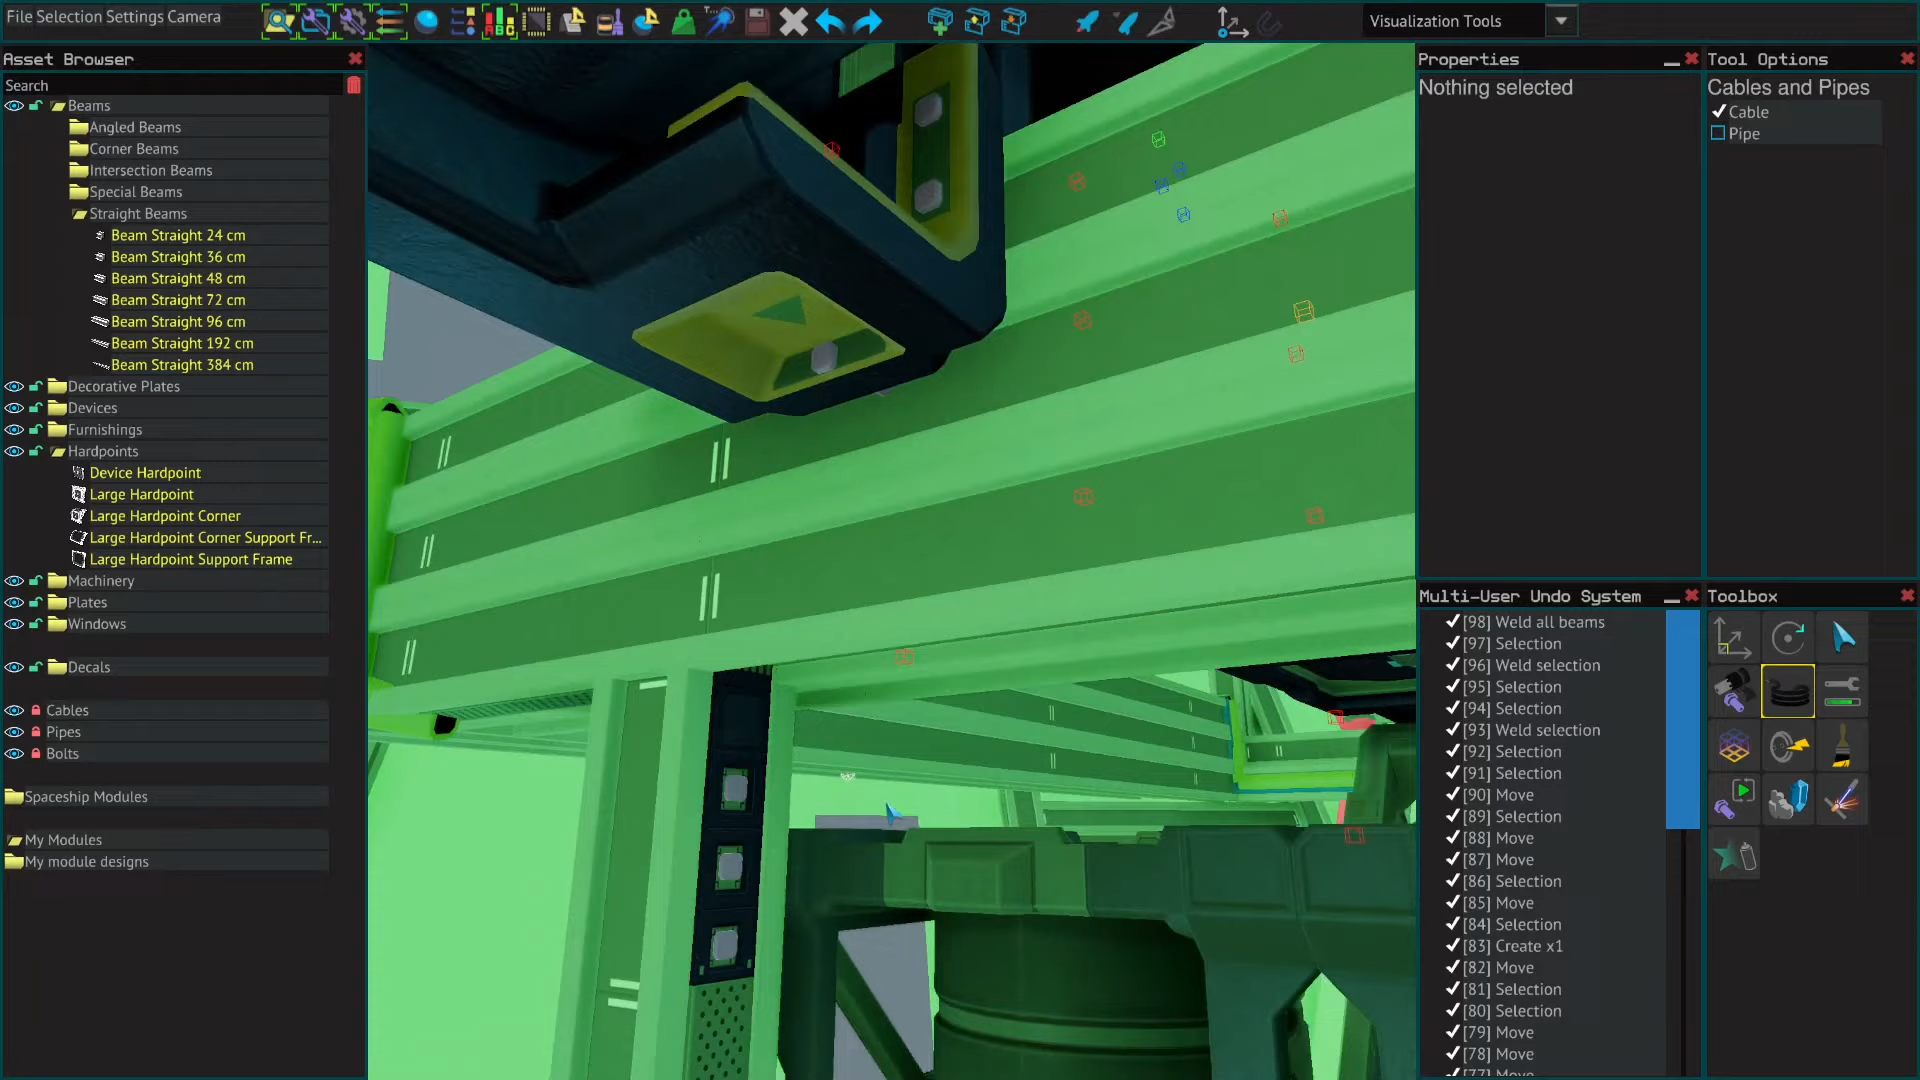 File Selection Settings Camera
Visualization Tools
Asset Browser
Search
Beams
Angled Beams
Corner Beams
Intersection Beams
Special Beams
Straight Beams
Beam Straight 24 cm
Beam Straight 36 cm
Beam Straight 48 cm
Beam Straight 72 cm
Beam Straight 96 cm
Beam Straight 192 cm
Beam Straight 384 cm
Decorative Plates
Devices
Furnishings
Hardpoints
Device Hardpoint
Large Hardpoint
Large Hardpoint Corner
Large Hardpoint Corner Support Fr...
Large Hardpoint Support Frame
Machinery
Plates
Windows
Decals
Cables
Pipes
Bolts
Spaceship Modules
My Modules
My module designs
Properties
Nothing selected
Tool Options
Cables and Pipes
Cable
Pipe
Multi-User Undo System
[98] Weld all beams
[97] Selection
[96] Weld selection
[95] Selection
[94] Selection
[93] Weld selection
[92] Selection
[91] Selection
[90] Move
[89] Selection
[88] Move
[87] Move
[86] Selection
[85] Move
[84] Selection
[83] Create x1
[82] Move
[81] Selection
[80] Selection
[79] Move
[78] Move
[77] Move
Toolbox
ABC